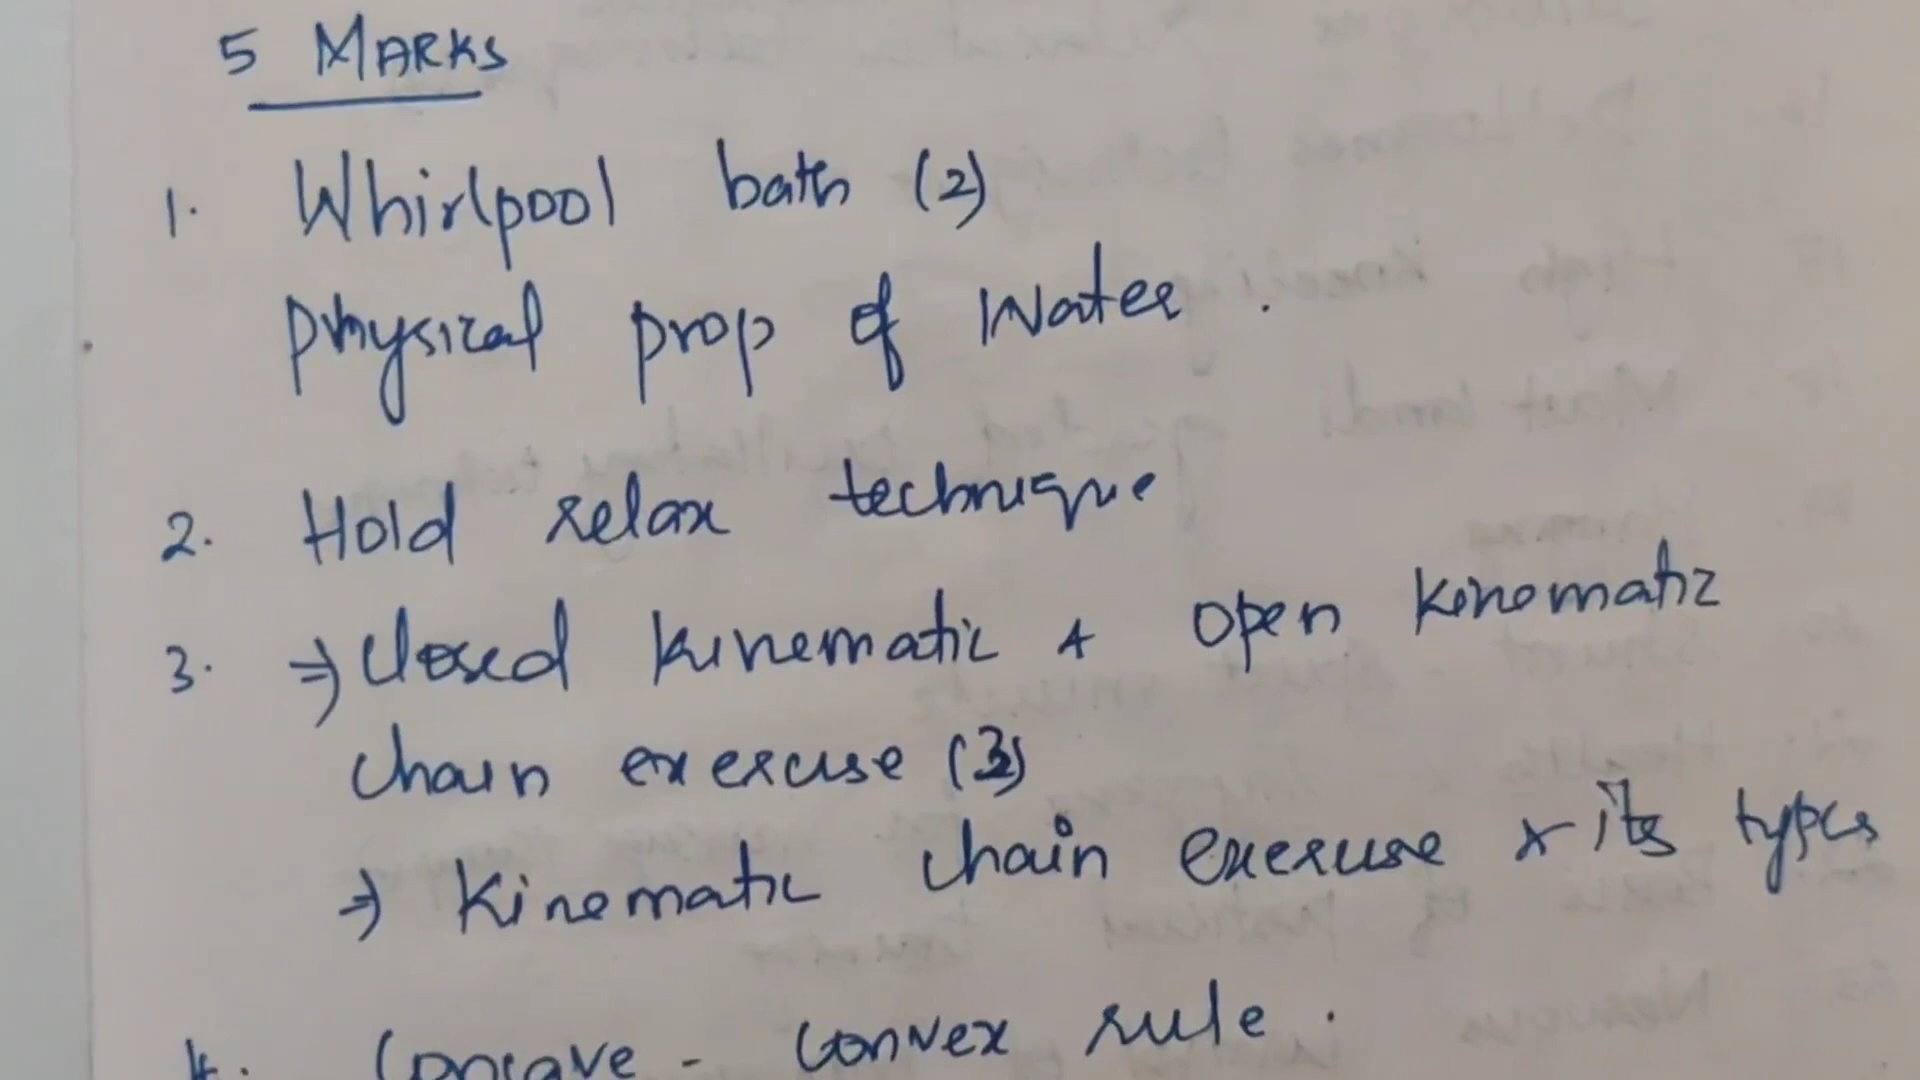 5 MARKS
1. Whirlpool bath (2)
Physical prop of Water.
2. Hold relax technique
3. ⇒ Closed kinematic & open kinematic
chain exercise (3)
⇒ Kinematic chain exercise & its types
4. Concave - Convex rule.